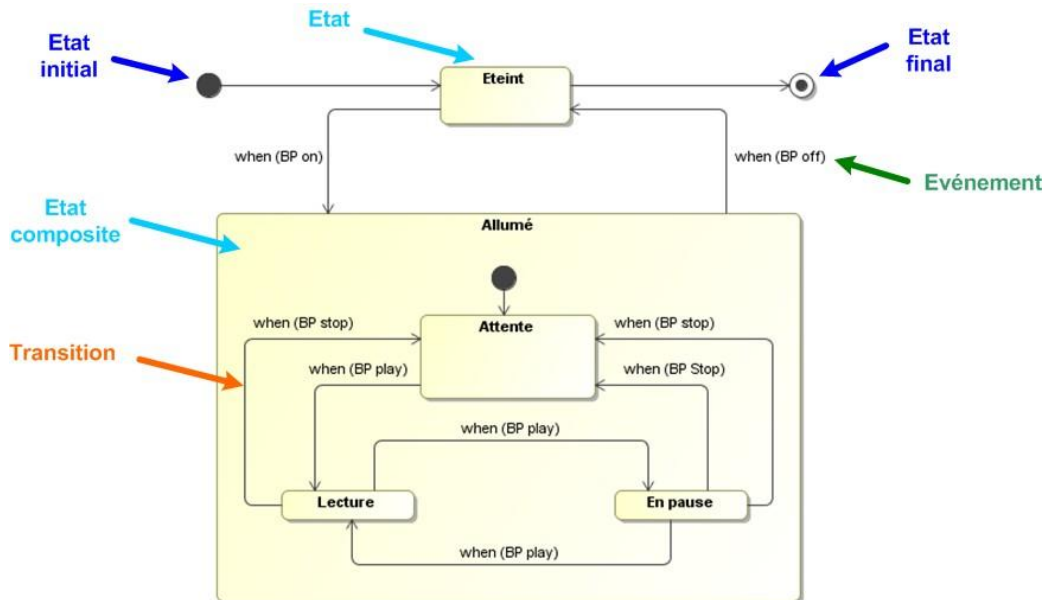 Etat
Etat
initial
Etat
final
Eteint
when (BP on)
when (BP off)
Evénement
Etat
composite
Allumé
when (BP stop)
Attente
when (BP stop)
Transition
when (BP play)
when (BP Stop)
when (BP play)
Lecture
En pause
when (BP play)